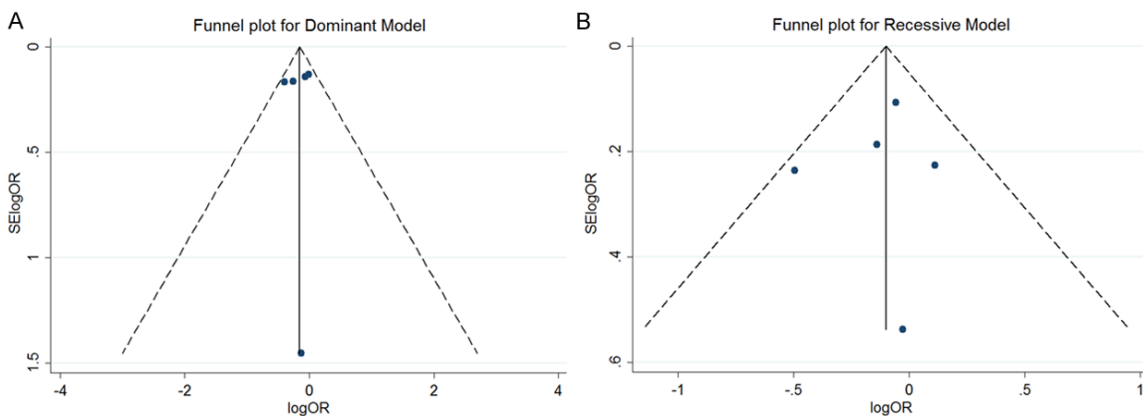 A
Funnel plot for Dominant Model
0
.5
1
1.5
SElogOR
-4
-2
0
2
4
logOR
B
Funnel plot for Recessive Model
0
.2
.4
.6
SElogOR
-1
-.5
0
.5
1
logOR